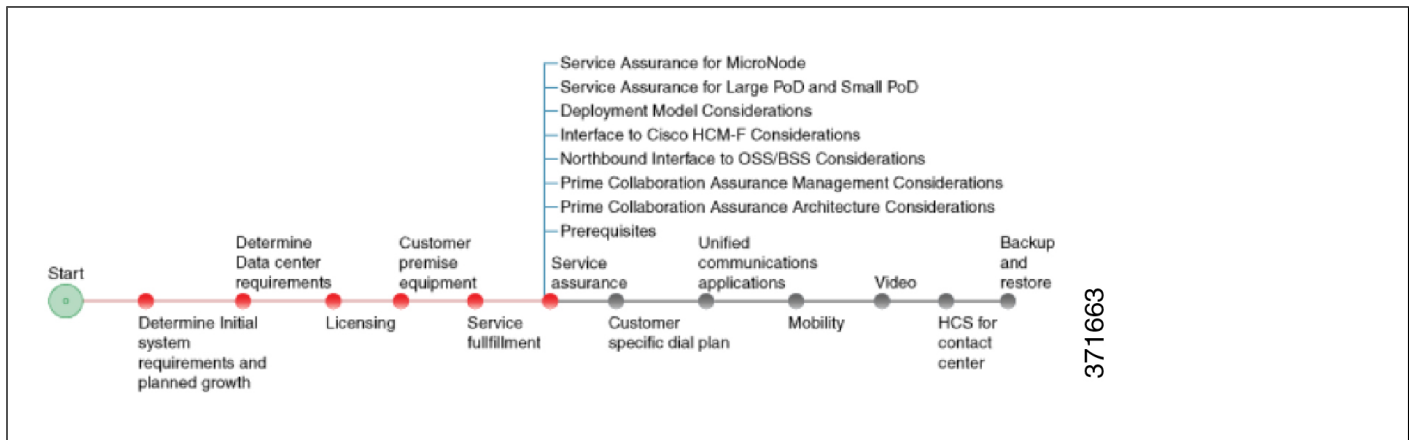 Service Assurance for MicroNode
Service Assurance for Large PoD and Small PoD
Deployment Model Considerations
Interface to Cisco HCM-F Considerations
Northbound Interface to OSS/BSS Considerations
Prime Collaboration Assurance Management Considerations
Prime Collaboration Assurance Architecture Considerations
Prerequisites
Start
Determine Initial
system
requirements and
planned growth
Determine
Data center
requirements
Licensing
Customer
premise
equipment
Service
fullfillment
Service
assurance
Customer
specific dial plan
Unified
communications
applications
Mobility
Video
HCS for
contact
center
Backup
and
restore
371663